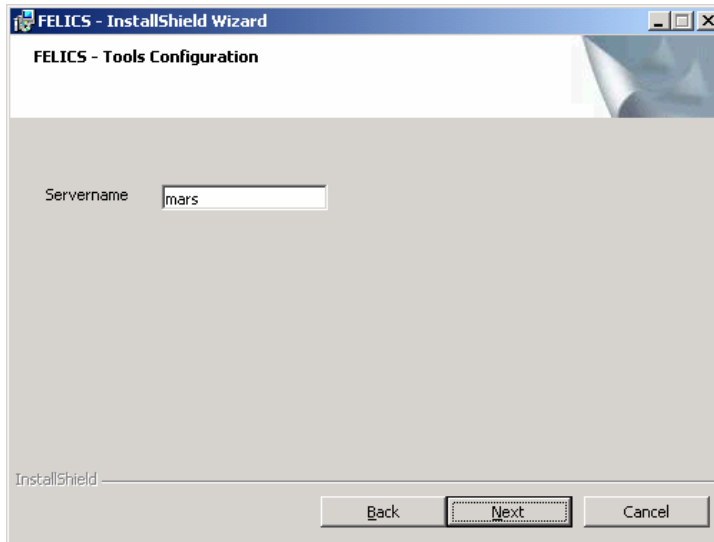 FELICS - InstallShield Wizard
FELICS - Tools Configuration
Servername
mars
InstallShield
Back Next Cancel